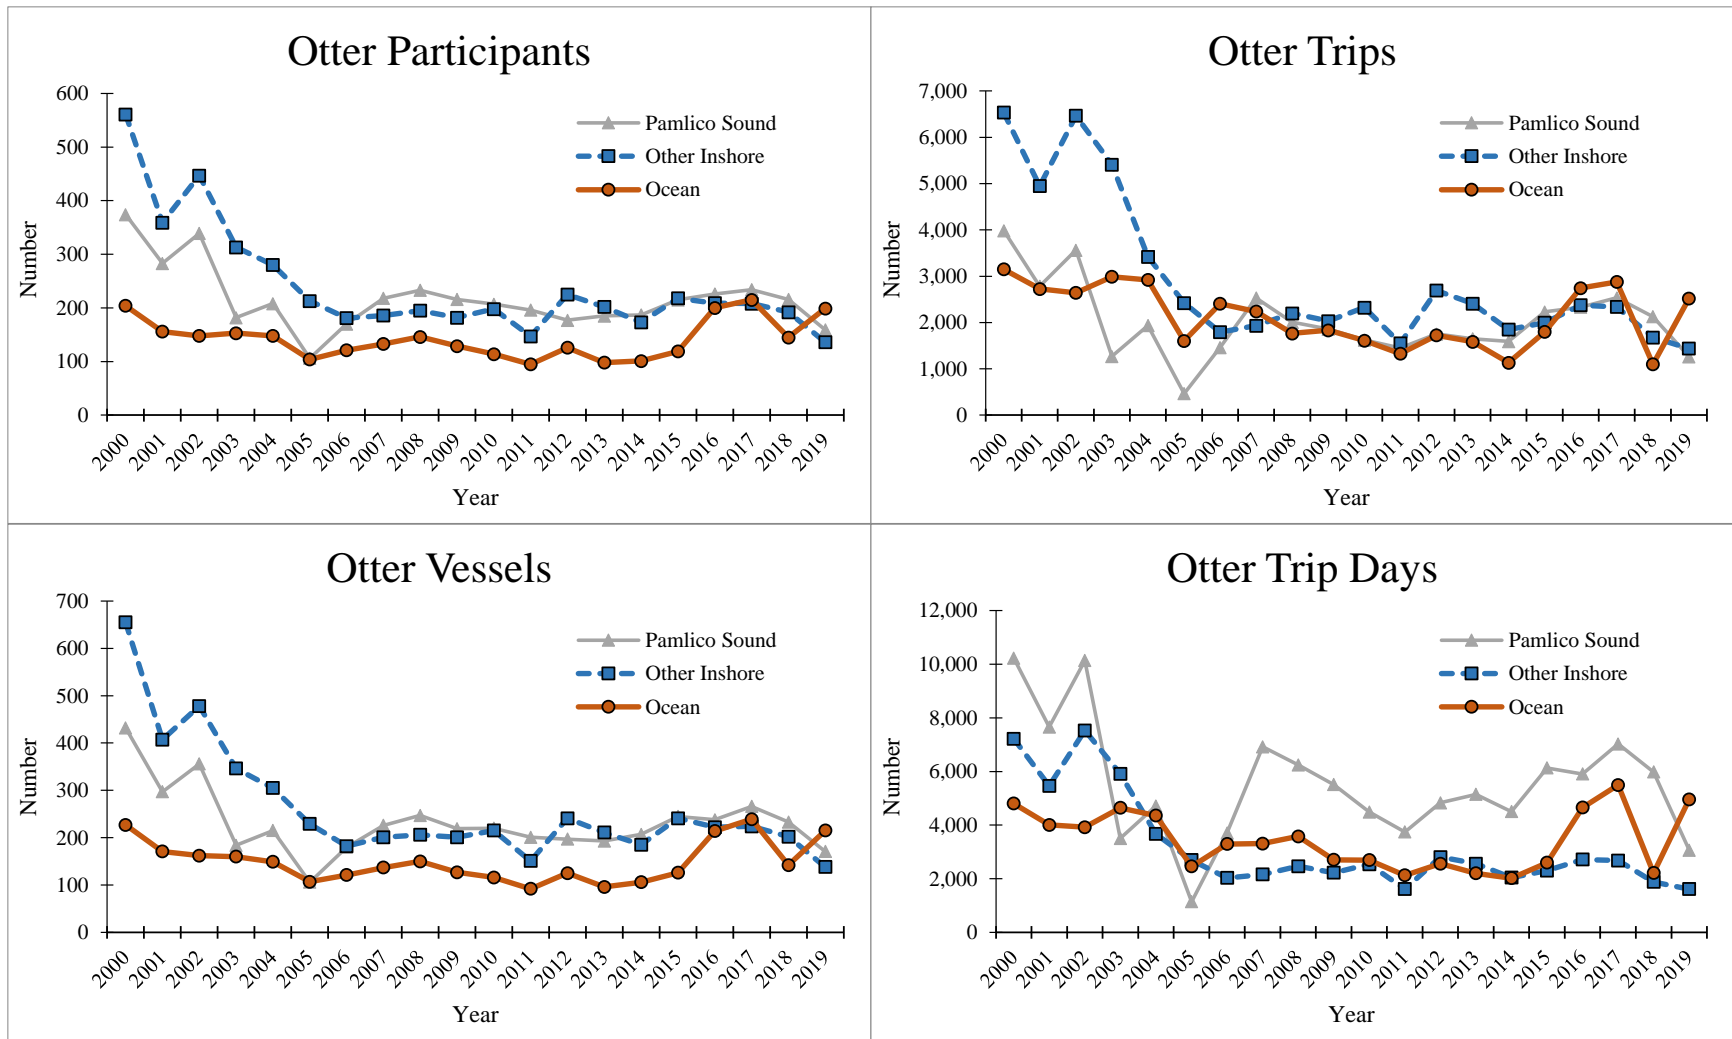 Otter Participants
600
500
400
300
200
100
0
Number
Pamlico Sound
Other Inshore
Ocean
2000 2001 2002 2003 2004 2005 2006 2007 2008 2009 2010 2011 2012 2013 2014 2015 2016 2017 2018 2019
Year
Otter Trips
7,000
6,000
5,000
4,000
3,000
2,000
1,000
0
Number
Pamlico Sound
Other Inshore
Ocean
2000 2001 2002 2003 2004 2005 2006 2007 2008 2009 2010 2011 2012 2013 2014 2015 2016 2017 2018 2019
Year
Otter Vessels
700
600
500
400
300
200
100
0
Number
Pamlico Sound
Other Inshore
Ocean
2000 2001 2002 2003 2004 2005 2006 2007 2008 2009 2010 2011 2012 2013 2014 2015 2016 2017 2018 2019
Year
Otter Trip Days
12,000
10,000
8,000
6,000
4,000
2,000
0
Number
Pamlico Sound
Other Inshore
Ocean
2000 2001 2002 2003 2004 2005 2006 2007 2008 2009 2010 2011 2012 2013 2014 2015 2016 2017 2018 2019
Year